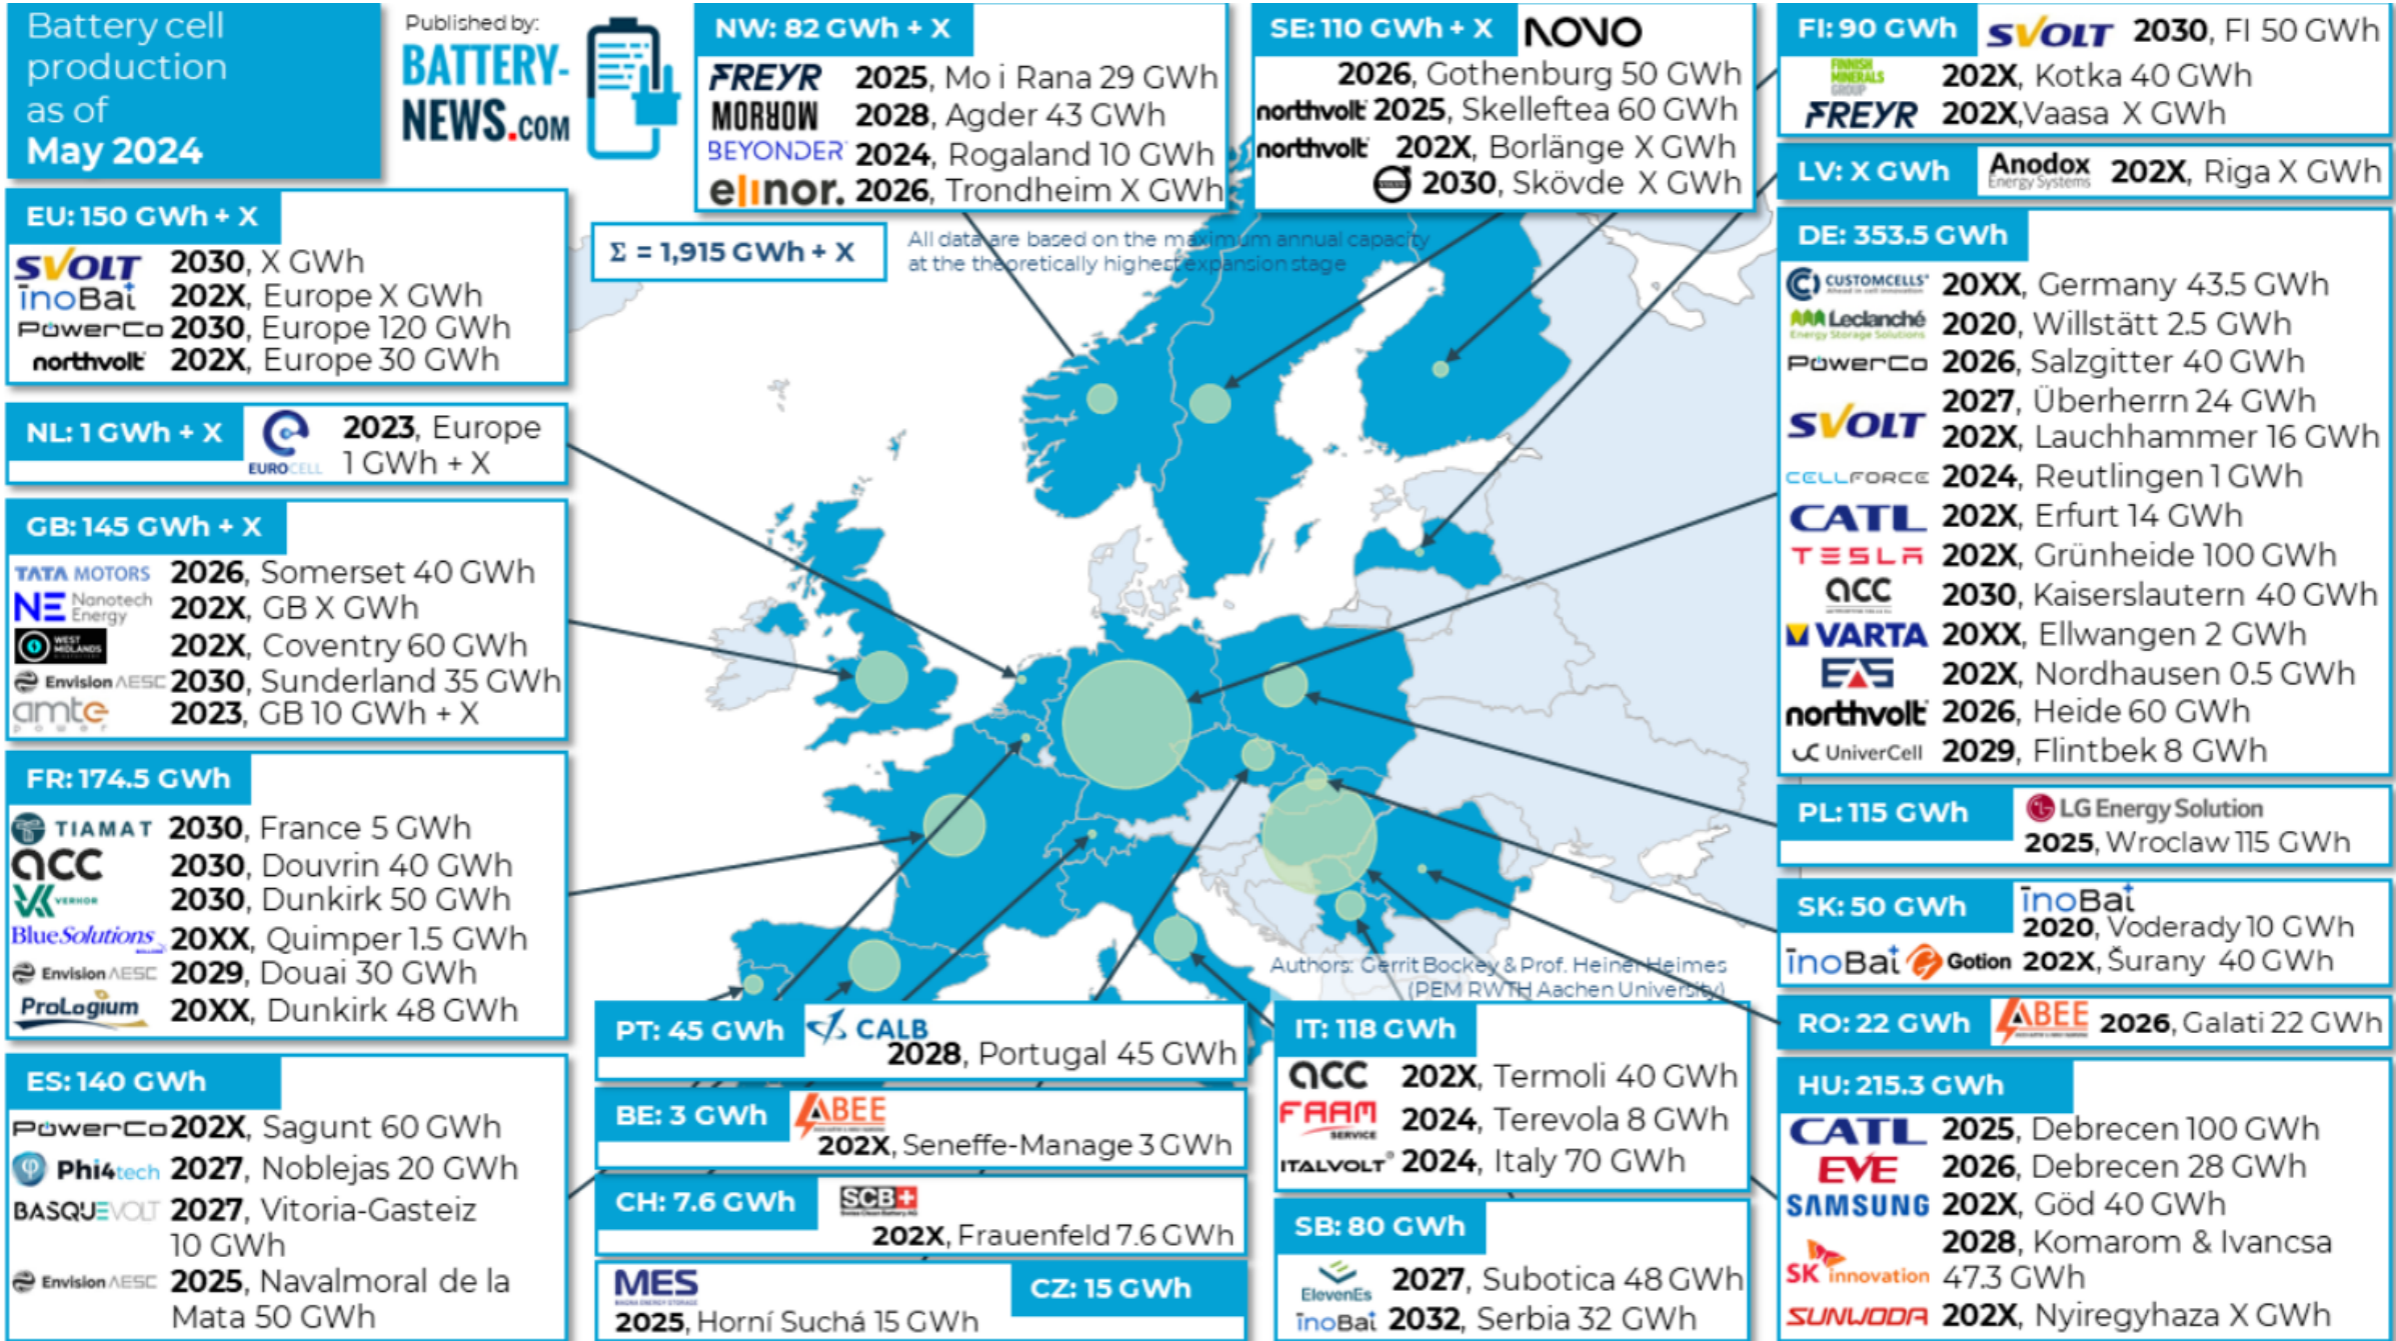 Battery cell
production
as of
May 2024
Published by:
BATTERY-
NEWS.COM
NW: 82 GWh + X
FREYR 2025, Mo i Rana 29 GWh
MORROW 2028, Agder 43 GWh
BEYONDER 2024, Rogaland 10 GWh
elinor. 2026, Trondheim X GWh
SE: 110 GWh + X NOVO
2026, Gothenburg 50 GWh
northvolt 2025, Skelleftea 60 GWh
northvolt 202X, Borlänge X GWh
2030, Skövde X GWh
FI: 90 GWh SVOLT 2030, FI 50 GWh
FINNISH MINERALS GROUP 202X, Kotka 40 GWh
FREYR 202X,Vaasa X GWh
LV: X GWh Anodox Energy Systems 202X, Riga X GWh
EU: 150 GWh + X
SVOLT 2030, X GWh
inoBat 202X, Europe X GWh
PowerCo 2030, Europe 120 GWh
northvolt 202X, Europe 30 GWh
Σ = 1,915 GWh + X
All data are based on the maximum annual capacity
at the theoretically highest expansion stage
NL: 1 GWh + X EUROCELL 2023, Europe
1 GWh + X
GB: 145 GWh + X
TATA MOTORS 2026, Somerset 40 GWh
NE Nanotech Energy 202X, GB X GWh
WEST MIDLANDS 202X, Coventry 60 GWh
Envision AESC 2030, Sunderland 35 GWh
amte power 2023, GB 10 GWh + X
FR: 174.5 GWh
TIAMAT 2030, France 5 GWh
acc 2030, Douvrin 40 GWh
VERKOR 2030, Dunkirk 50 GWh
BlueSolutions 20XX, Quimper 1.5 GWh
Envision AESC 2029, Douai 30 GWh
ProLogium 20XX, Dunkirk 48 GWh
ES: 140 GWh
PowerCo 202X, Sagunt 60 GWh
Phi4tech 2027, Noblejas 20 GWh
BASQUEVOLT 2027, Vitoria-Gasteiz
10 GWh
Envision AESC 2025, Navalmoral de la
Mata 50 GWh
DE: 353.5 GWh
CUSTOMCELLS Ahead in cell innovation 20XX, Germany 43.5 GWh
Leclanché Energy Storage Solutions 2020, Willstätt 2.5 GWh
PowerCo 2026, Salzgitter 40 GWh
SVOLT 2027, Überherrn 24 GWh
202X, Lauchhammer 16 GWh
CELLFORCE 2024, Reutlingen 1 GWh
CATL 202X, Erfurt 14 GWh
TESLA 202X, Grünheide 100 GWh
acc 2030, Kaiserslautern 40 GWh
VARTA 20XX, Ellwangen 2 GWh
EAS 202X, Nordhausen 0.5 GWh
northvolt 2026, Heide 60 GWh
UniverCell 2029, Flintbek 8 GWh
PL: 115 GWh LG Energy Solution
2025, Wroclaw 115 GWh
SK: 50 GWh inoBat
2020, Voderady 10 GWh
inoBat Gotion 202X, Šurany 40 GWh
RO: 22 GWh ABEE 2026, Galati 22 GWh
HU: 215.3 GWh
CATL 2025, Debrecen 100 GWh
EVE 2026, Debrecen 28 GWh
SAMSUNG 202X, Göd 40 GWh
2028, Komarom & Ivancsa
SK innovation 47.3 GWh
SUNWODA 202X, Nyiregyhaza X GWh
Authors: Gerrit Bockey & Prof. Heiner Heimes
(PEM RWTH Aachen University)
PT: 45 GWh CALB
2028, Portugal 45 GWh
BE: 3 GWh ABEE
202X, Seneffe-Manage 3 GWh
CH: 7.6 GWh SCB
202X, Frauenfeld 7.6 GWh
MES CZ: 15 GWh
2025, Horní Suchá 15 GWh
IT: 118 GWh
acc 202X, Termoli 40 GWh
FAAM SERVICE 2024, Terevola 8 GWh
ITALVOLT 2024, Italy 70 GWh
SB: 80 GWh
ElevenEs 2027, Subotica 48 GWh
inoBat 2032, Serbia 32 GWh